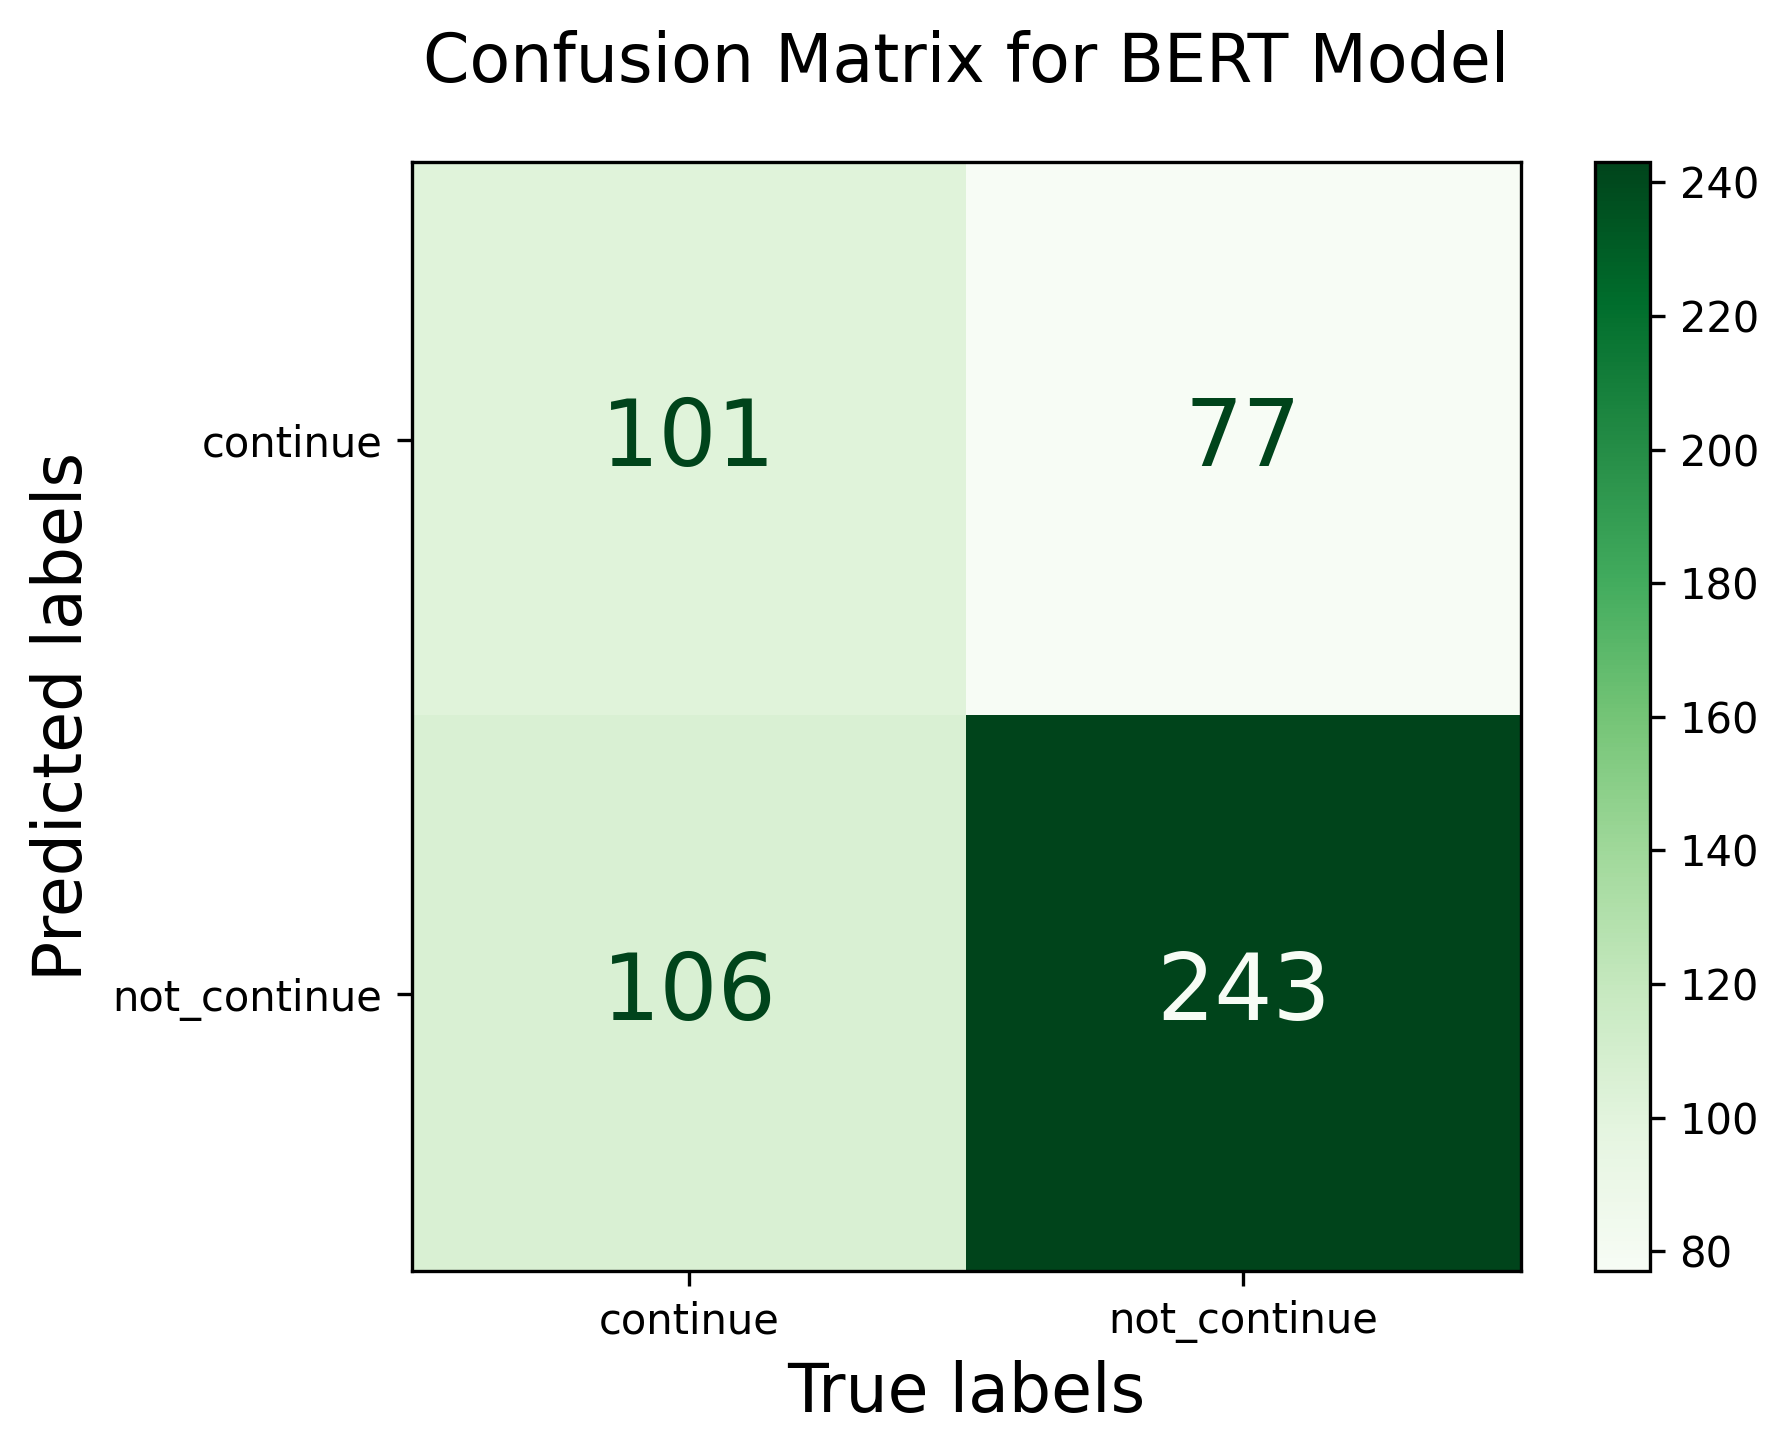 Confusion Matrix for BERT Model
Predicted labels
continue
101
77
not_continue
106
243
continue
not_continue
True labels
240
220
200
180
160
140
120
100
80